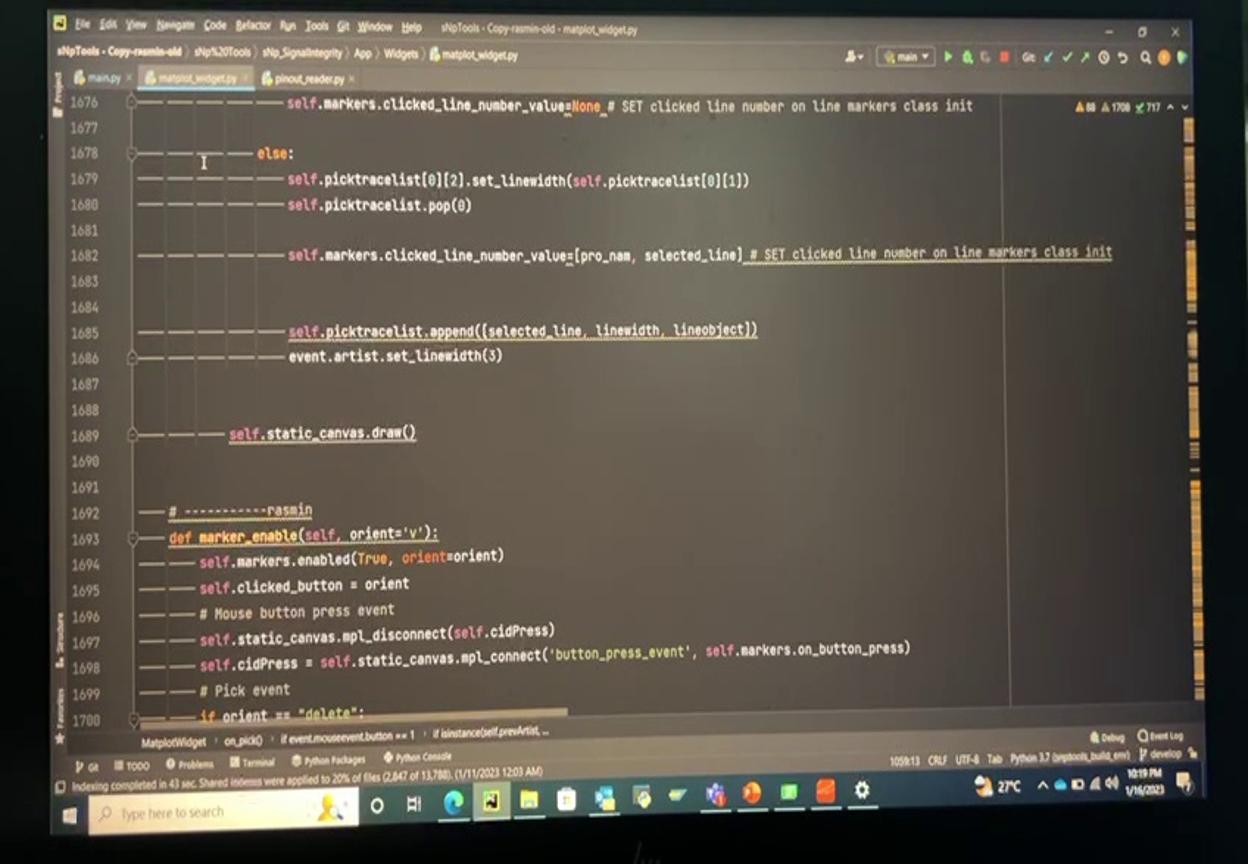 File Edit View Navigate Code Refactor Run Tools Git Window Help sNpTools - Copy-rasmin-old - matplot_widget.py
sNpTools - Copy-rasmin-old sNp%20Tools sNp_SignalIntegrity App Widgets matplot_widget.py main Git:
Project main.py matplot_widget.py pinout_reader.py
1676 self.markers.clicked_line_number_value=None # SET clicked line number on line markers class init 88 1708 717
1677
1678 else:
1679 self.picktracelist[0][2].set_linewidth(self.picktracelist[0][1])
1680 self.picktracelist.pop(0)
1681
1682 self.markers.clicked_line_number_value=[pro_nam, selected_line] # SET clicked line number on line markers class init
1683
1684
1685 self.picktracelist.append([selected_line, linewidth, lineobject])
1686 event.artist.set_linewidth(3)
1687
1688
1689 self.static_canvas.draw()
1690
1691
1692 # -----------rasmin
1693 def marker_enable(self, orient='v'):
1694 self.markers.enabled(True, orient=orient)
1695 self.clicked_button = orient
1696 # Mouse button press event
1697 self.static_canvas.mpl_disconnect(self.cidPress)
1698 self.cidPress = self.static_canvas.mpl_connect('button_press_event', self.markers.on_button_press)
1699 # Pick event
1700 if orient == "delete":
Structure
Favorites
MatplotWidget on_pick() if event.mouseevent.button == 1 if isinstance(self.prevArtist, ...
Git TODO Problems Terminal Python Packages Python Console Debug Event Log
Indexing completed in 43 sec. Shared indexes were applied to 20% of files (2,847 of 13,788). (1/11/2023 12:03 AM) 1059:13 CRLF UTF-8 Tab Python 3.7 develop
Type here to search 27°C 10:19 PM
1/16/2023